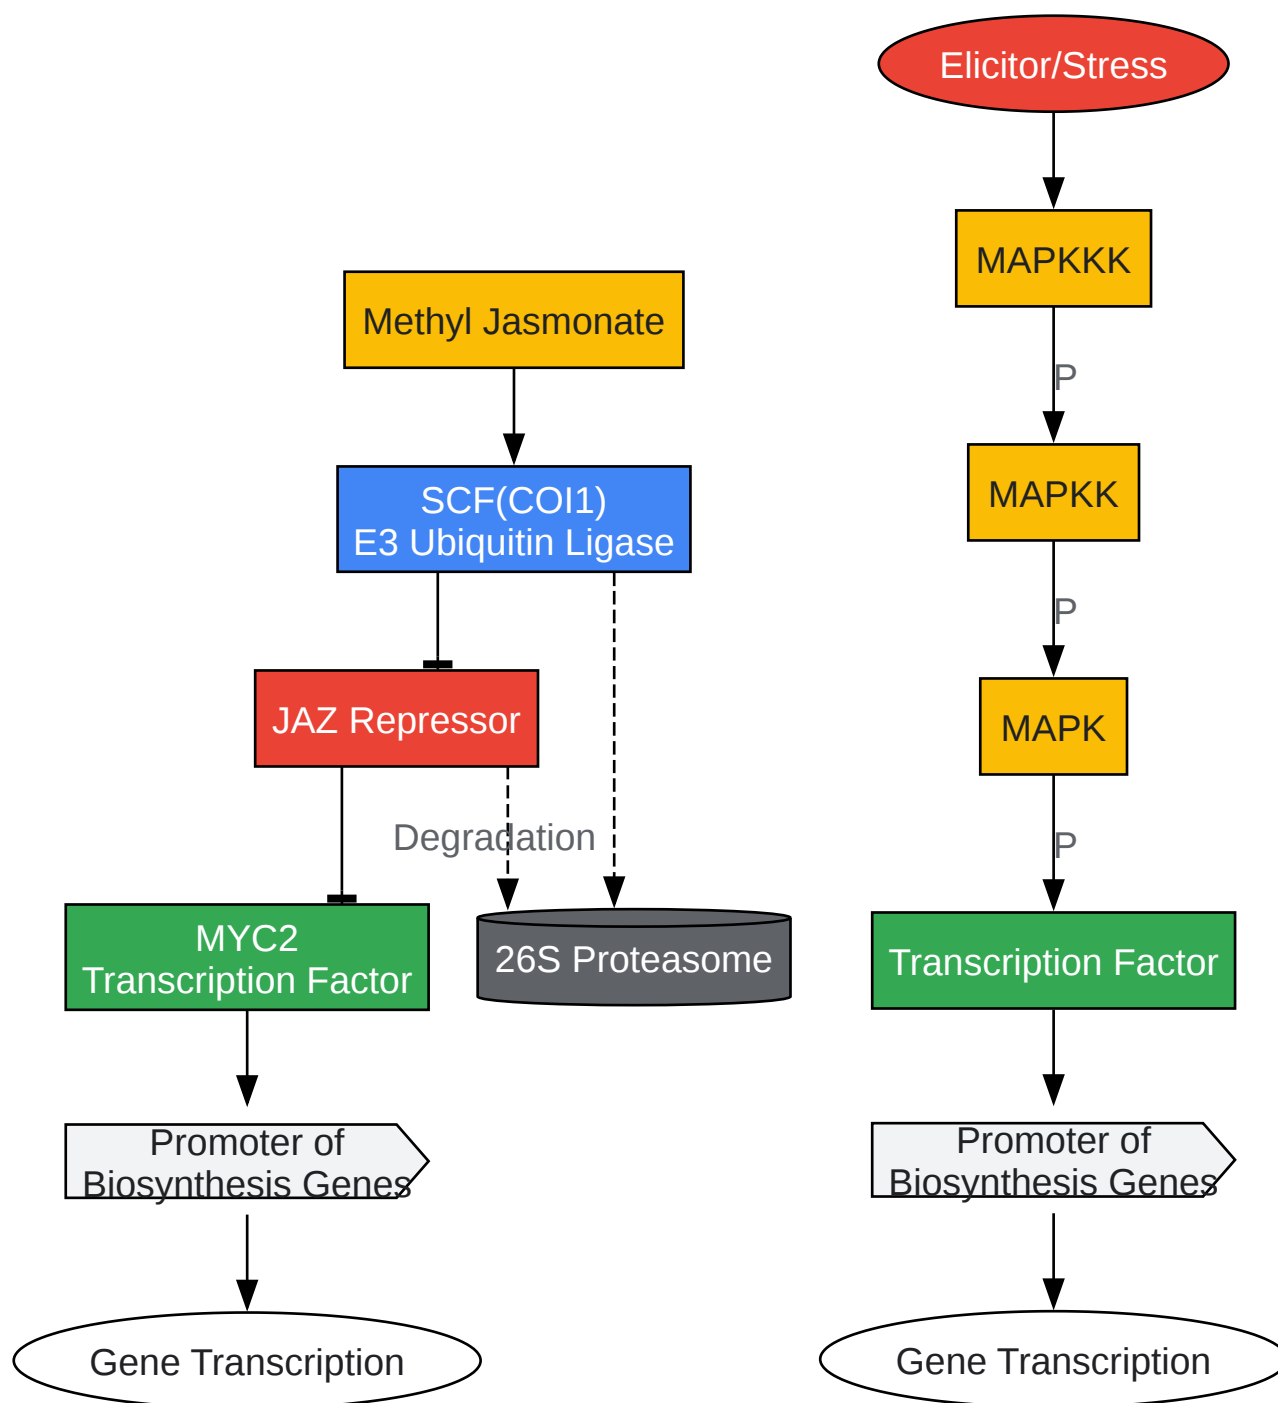 Methyl Jasmonate
SCF(COI1)
E3 Ubiquitin Ligase
JAZ Repressor
Degradation
MYC2
Transcription Factor
26S Proteasome
Promoter of
Biosynthesis Genes
Gene Transcription
Elicitor/Stress
MAPKKK
P
MAPKK
P
MAPK
P
Transcription Factor
Promoter of
Biosynthesis Genes
Gene Transcription